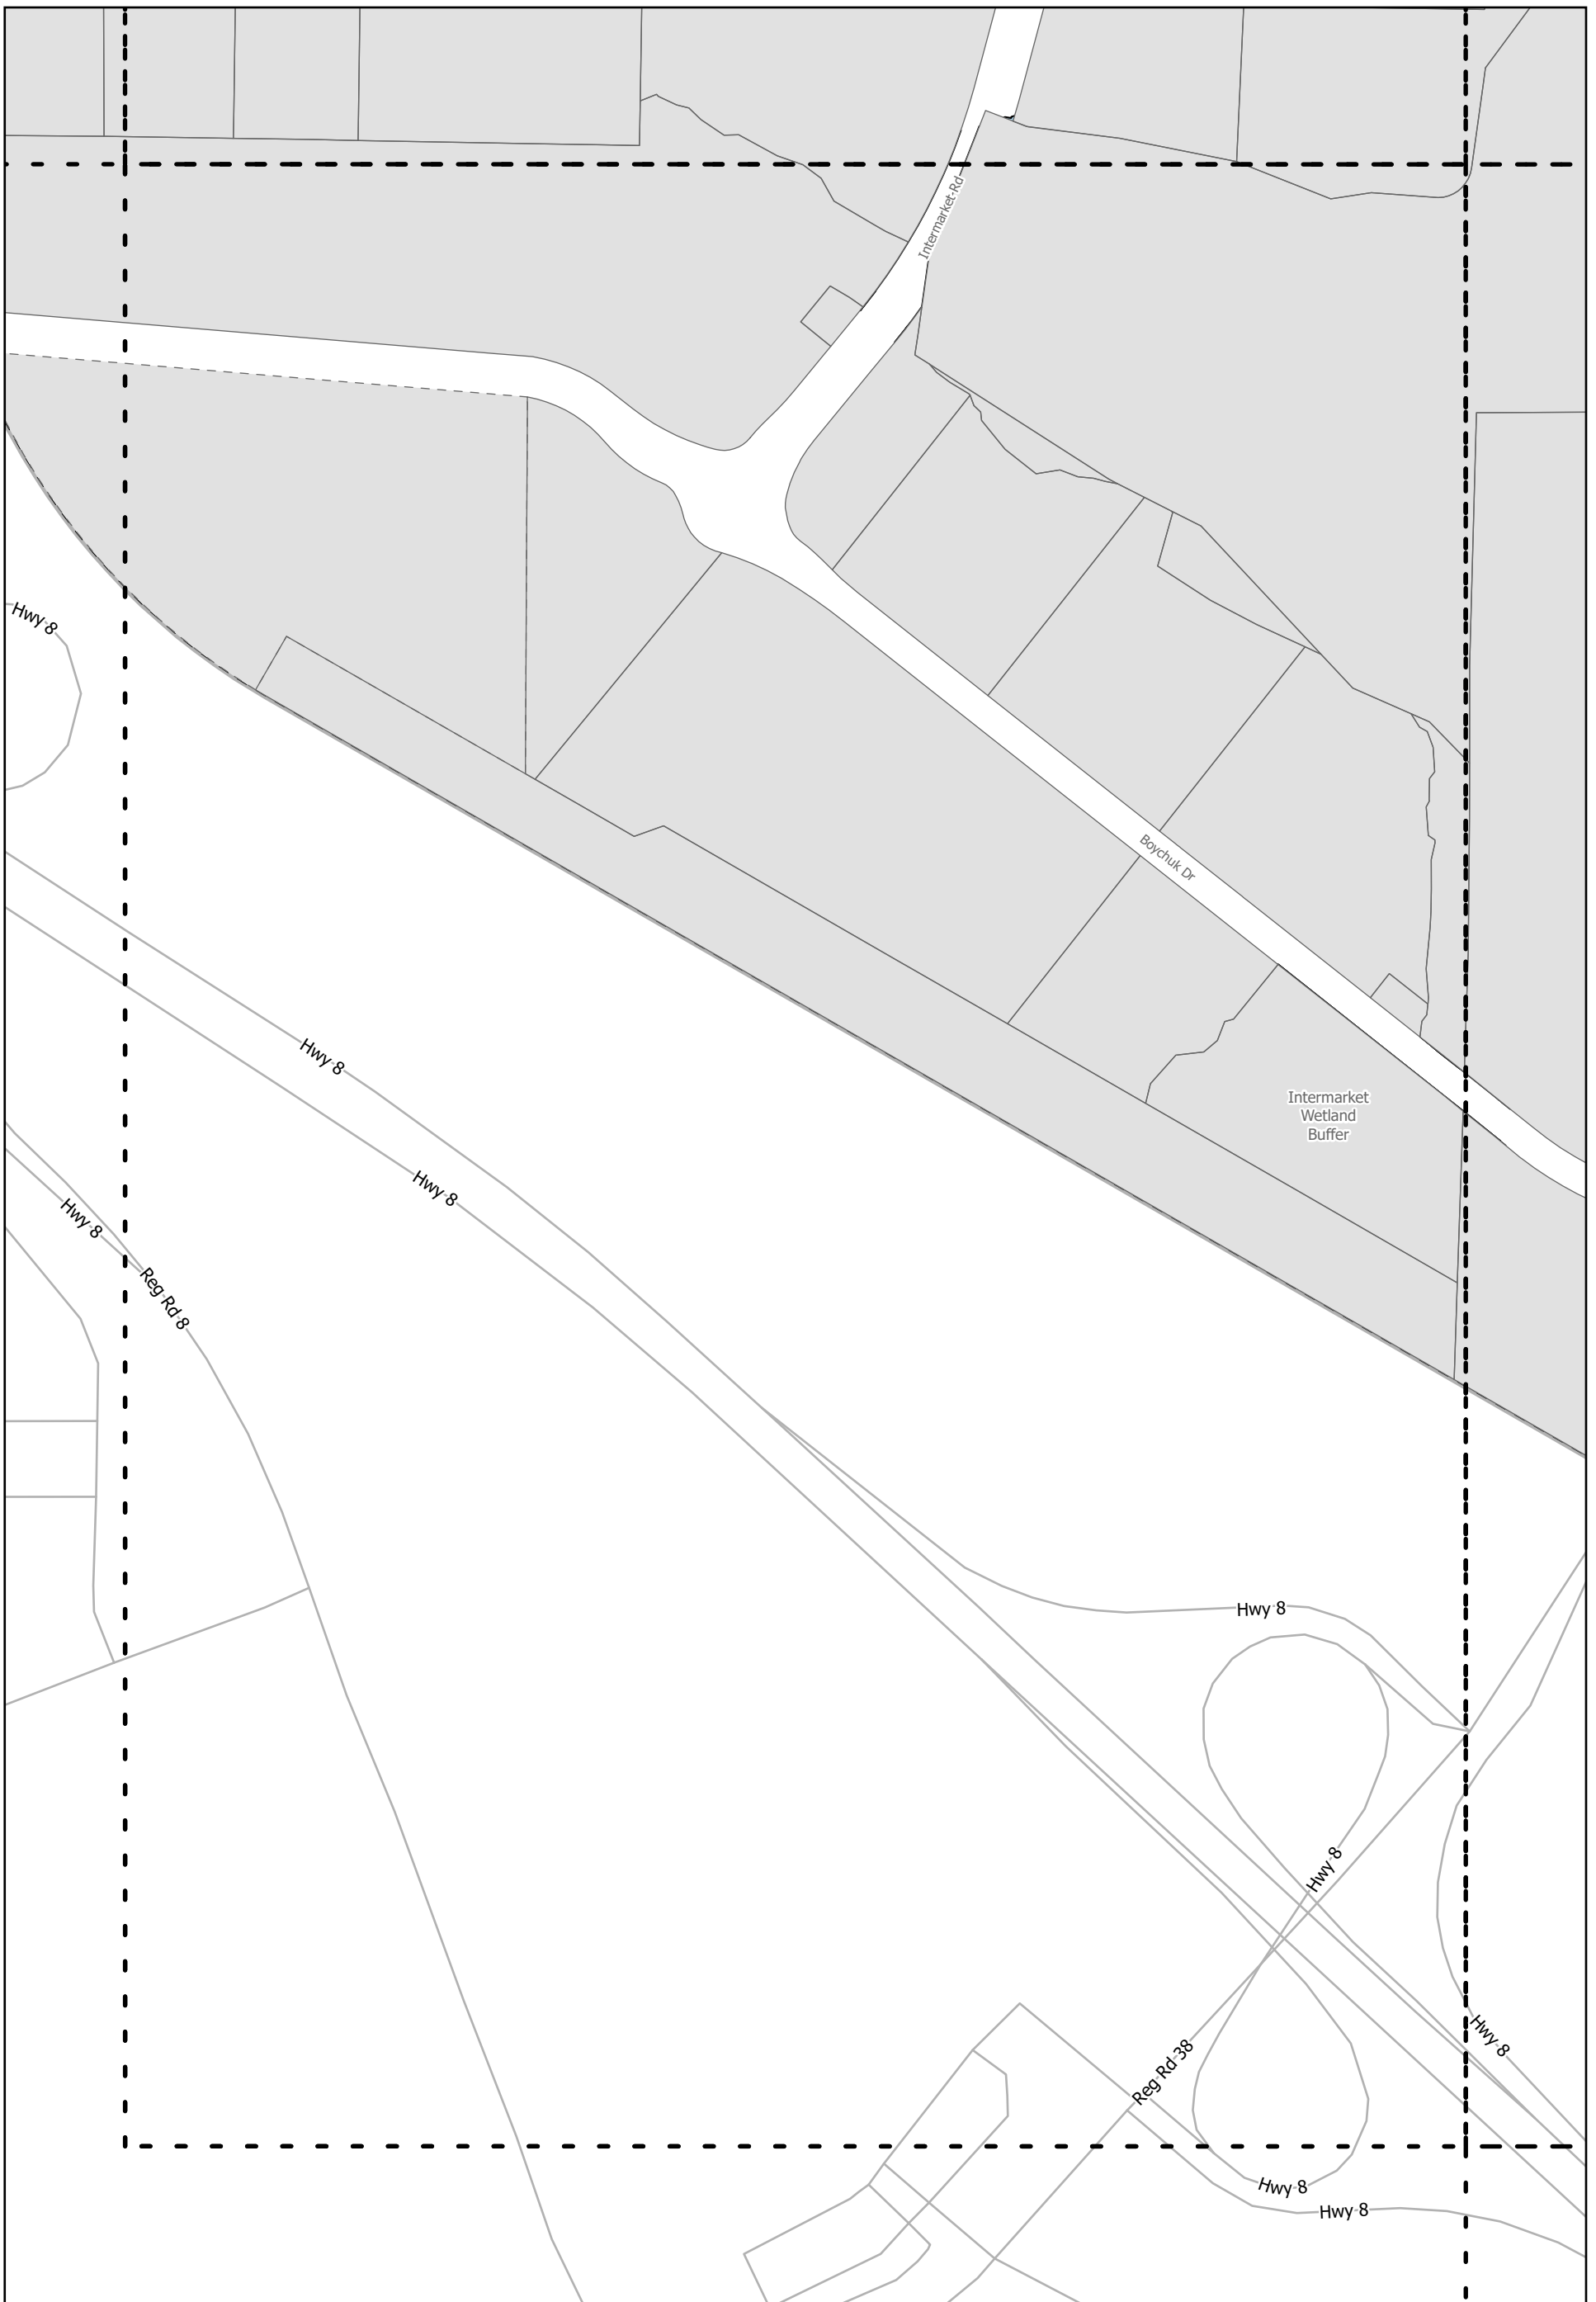 Intermarket Rd
Hwy 8
Boychuk Dr
Hwy 8
Intermarket
Wetland
Buffer
Hwy 8
Hwy 8
Reg Rd 8
Hwy 8
Hwy 8
Hwy 8
Reg Rd 38
Hwy 8
Hwy 8